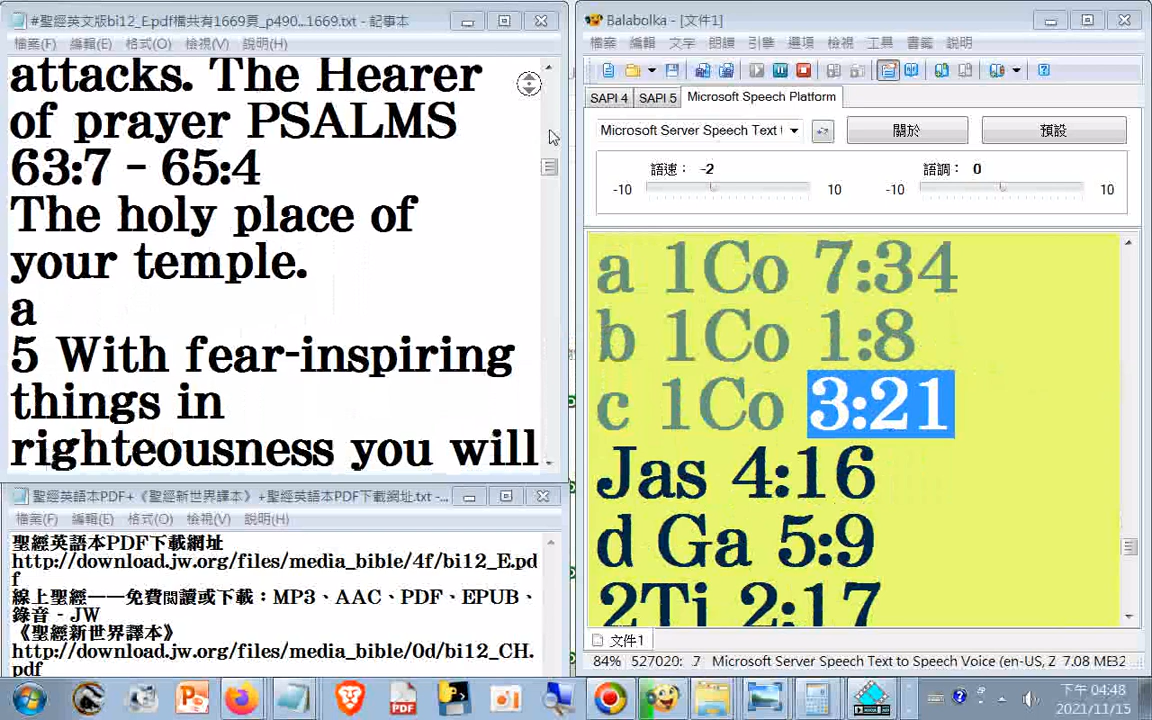 #聖經英文版bi12_E.pdf檔共有1669頁_p490...1669.txt - 記事本
檔案(F) 編輯(E) 格式(O) 檢視(V) 說明(H)
attacks. The Hearer
of prayer PSALMS
63:7 - 65:4
The holy place of
your temple.
a
5 With fear-inspiring
things in
righteousness you will
聖經英語本PDF+《聖經新世界譯本》+聖經英語本PDF下載網址.txt -...
檔案(F) 編輯(E) 格式(O) 檢視(V) 說明(H)
聖經英語本PDF下載網址
http://download.jw.org/files/media_bible/4f/bi12_E.pd
f
線上聖經——免費閱讀或下載：MP3、AAC、PDF、EPUB、
錄音 - JW
《聖經新世界譯本》
http://download.jw.org/files/media_bible/0d/bi12_CH.
pdf
Balabolka - [文件1]
檔案 編輯 文字 朗讀 引擎 選項 檢視 工具 書籤 說明
SAPI 4 SAPI 5 Microsoft Speech Platform
Microsoft Server Speech Text 關於 預設
語速： -2 語調： 0
-10 10 -10 10
a 1Co 7:34
b 1Co 1:8
c 1Co 3:21
Jas 4:16
d Ga 5:9
2Ti 2:17
文件1
84% 527020: .7 Microsoft Server Speech Text to Speech Voice (en-US, Z 7.08 MB
下午 04:48
2021/11/15